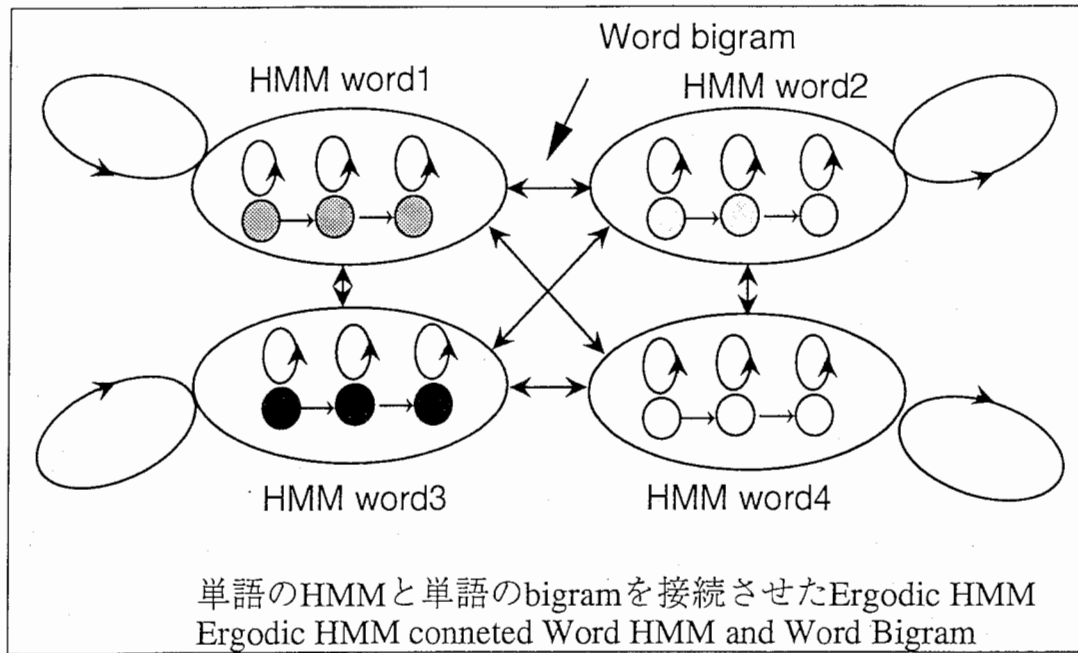 Word bigram
HMM word1
HMM word2
HMM word3
HMM word4
単語のHMMと単語のbigramを接続させたErgodic HMM
Ergodic HMM conneted Word HMM and Word Bigram